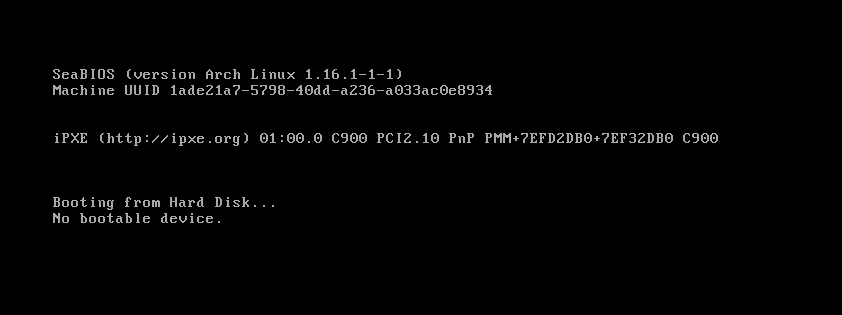 SeaBIOS (version Arch Linux 1.16.1-1-1)
Machine UUID 1ade21a7-5798-40dd-a236-a033ac0e8934
iPXE (http://ipxe.org) 01:00.0 C900 PCI2.10 PnP PMM+7EFD2DB0+7EF32DB0 C900
Booting from Hard Disk...
No bootable device.